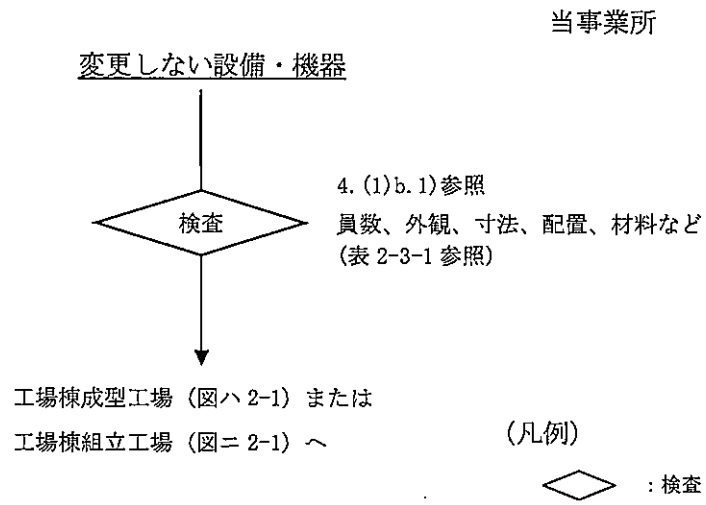 当事業所
変更しない設備・機器
4. (1)b. 1)参照
検査
員数、外観、寸法、配置、材料など
(表 2-3-1 参照)
工場棟成型工場（図ハ 2-1）または
工場棟組立工場（図ニ 2-1）へ
(凡例)
：検査